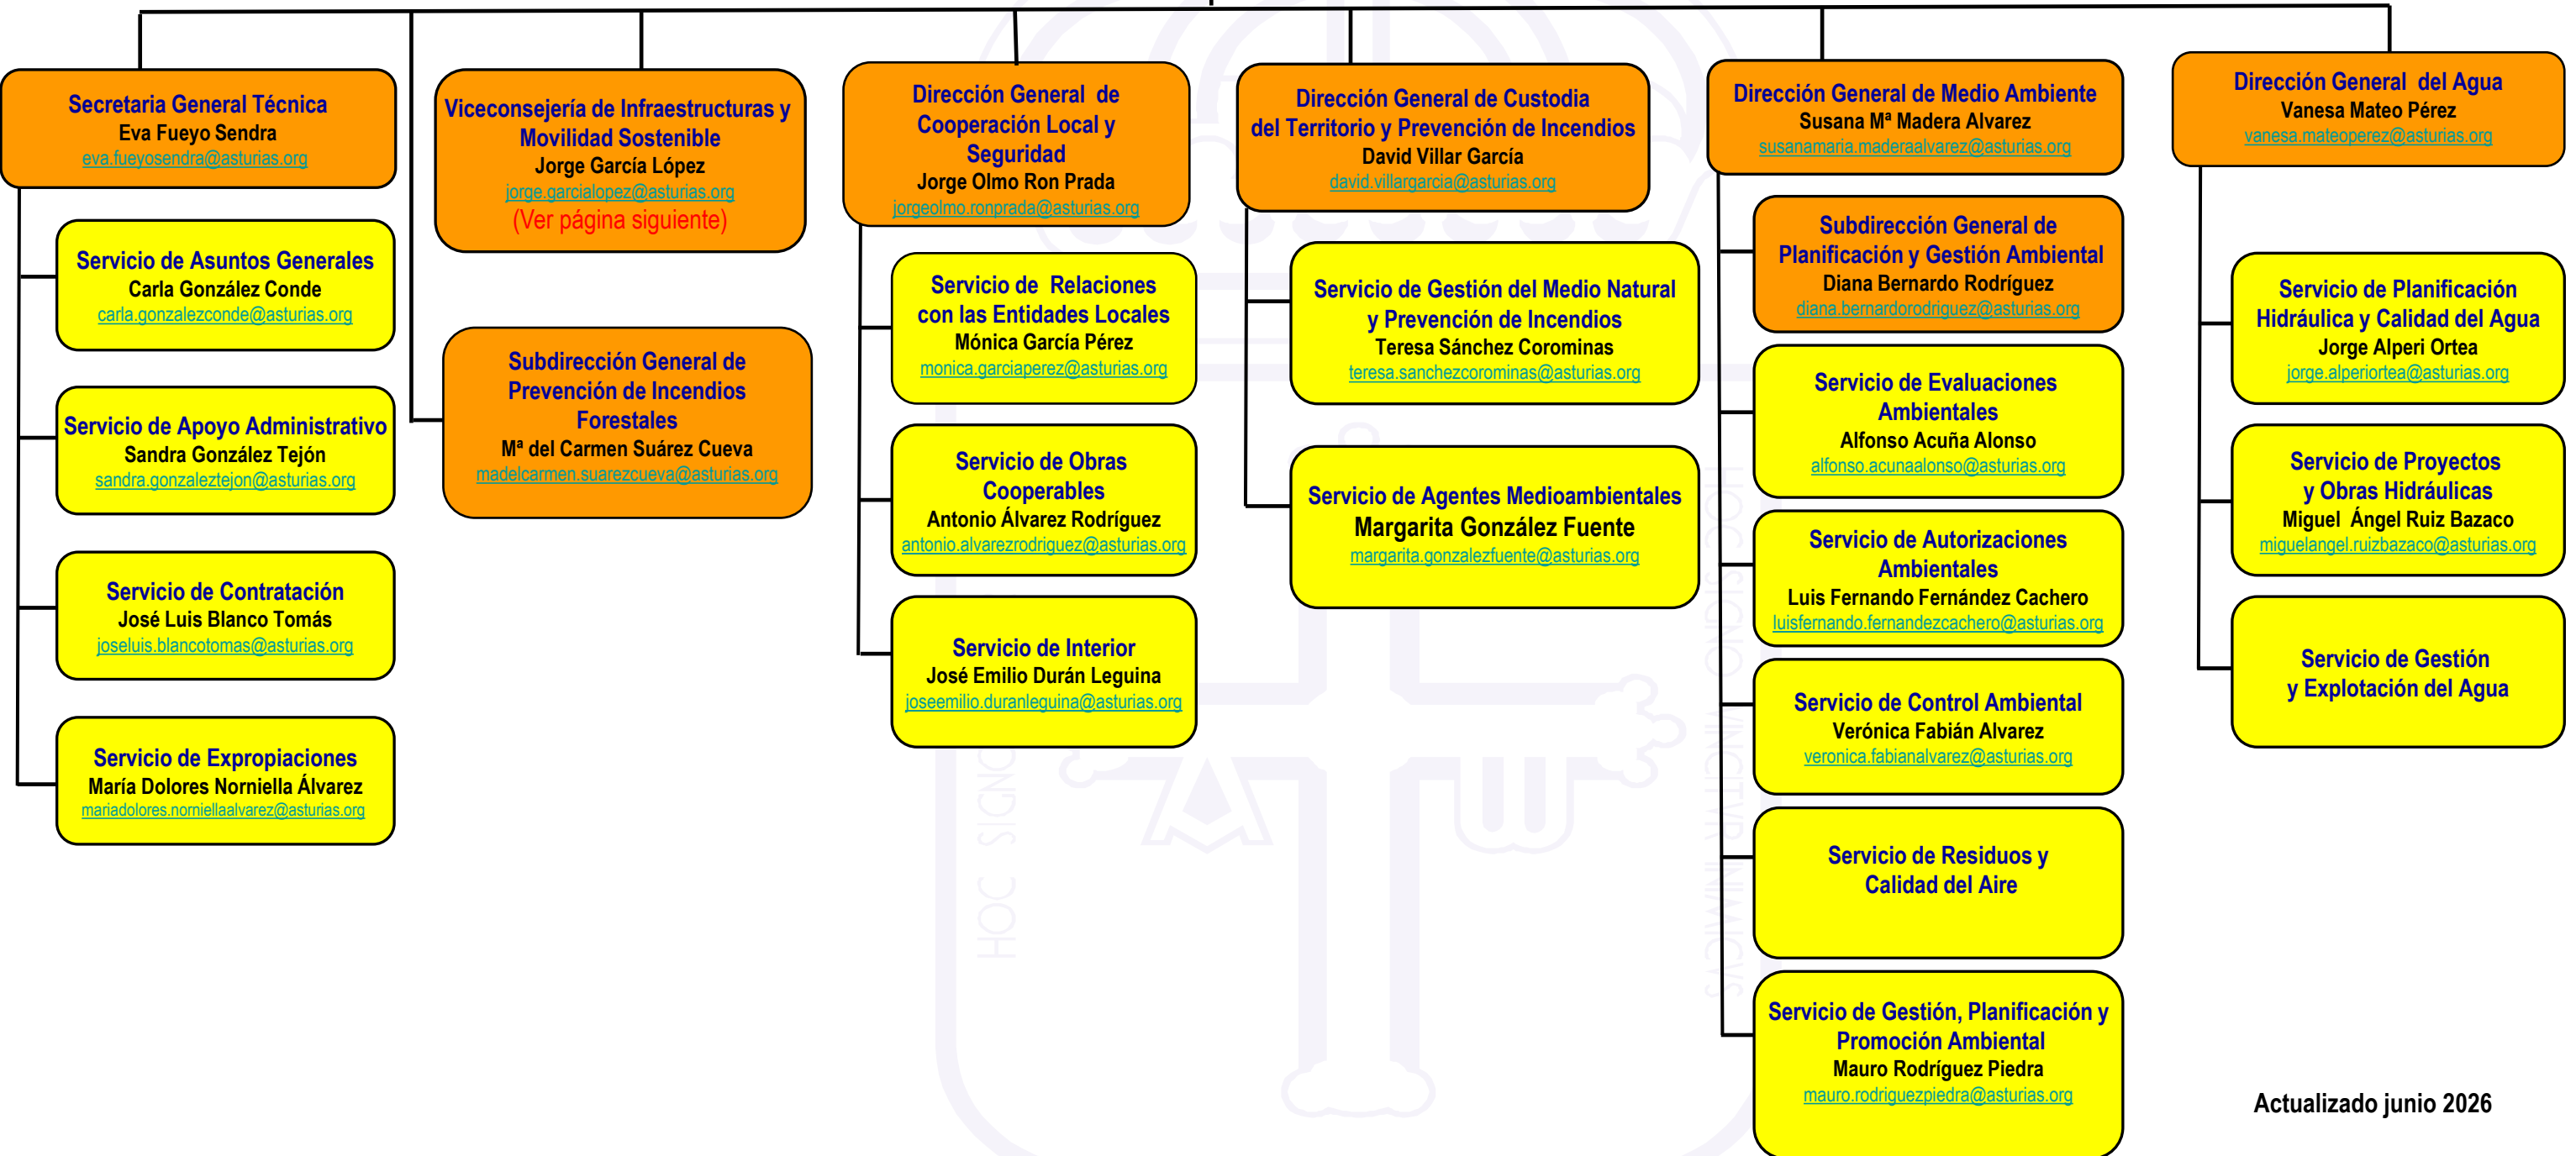 Secretaria General Técnica
Eva Fueyo Sendra
eva.fueyosendra@asturias.org
Servicio de Asuntos Generales
Carla González Conde
carla.gonzalezconde@asturias.org
Servicio de Apoyo Administrativo
Sandra González Tejón
sandra.gonzaleztejon@asturias.org
Servicio de Contratación
José Luis Blanco Tomás
joseluis.blancotomas@asturias.org
Servicio de Expropiaciones
María Dolores Norniella Álvarez
mariadolores.norniellaalvarez@asturias.org
Viceconsejería de Infraestructuras y
Movilidad Sostenible
Jorge García López
jorge.garcialopez@asturias.org
(Ver página siguiente)
Subdirección General de
Prevención de Incendios
Forestales
Mª del Carmen Suárez Cueva
madelcarmen.suarezcueva@asturias.org
Dirección General de
Cooperación Local y
Seguridad
Jorge Olmo Ron Prada
jorgeolmo.ronprada@asturias.org
Servicio de Relaciones
con las Entidades Locales
Mónica García Pérez
monica.garciaperez@asturias.org
Servicio de Obras
Cooperables
Antonio Álvarez Rodríguez
antonio.alvarezrodriguez@asturias.org
Servicio de Interior
José Emilio Durán Leguina
joseemilio.duranleguina@asturias.org
Dirección General de Custodia
del Territorio y Prevención de Incendios
David Villar García
david.villargarcia@asturias.org
Servicio de Gestión del Medio Natural
y Prevención de Incendios
Teresa Sánchez Corominas
teresa.sanchezcorominas@asturias.org
Servicio de Agentes Medioambientales
Margarita González Fuente
margarita.gonzalezfuente@asturias.org
Dirección General de Medio Ambiente
Susana Mª Madera Alvarez
susanamaria.maderaalvarez@asturias.org
Subdirección General de
Planificación y Gestión Ambiental
Diana Bernardo Rodríguez
diana.bernardorodriguez@asturias.org
Servicio de Evaluaciones
Ambientales
Alfonso Acuña Alonso
alfonso.acunaalonso@asturias.org
Servicio de Autorizaciones
Ambientales
Luis Fernando Fernández Cachero
luisfernando.fernandezcachero@asturias.org
Servicio de Control Ambiental
Verónica Fabián Alvarez
veronica.fabianalvarez@asturias.org
Servicio de Residuos y
Calidad del Aire
Servicio de Gestión, Planificación y
Promoción Ambiental
Mauro Rodríguez Piedra
mauro.rodriguezpiedra@asturias.org
Dirección General del Agua
Vanesa Mateo Pérez
vanesa.mateoperez@asturias.org
Servicio de Planificación
Hidráulica y Calidad del Agua
Jorge Alperi Ortea
jorge.alperiortea@asturias.org
Servicio de Proyectos
y Obras Hidráulicas
Miguel Ángel Ruiz Bazaco
miguelangel.ruizbazaco@asturias.org
Servicio de Gestión
y Explotación del Agua
HOC SIGNO
HOC SIGNO VINCITVR INIMICVS
Actualizado junio 2026